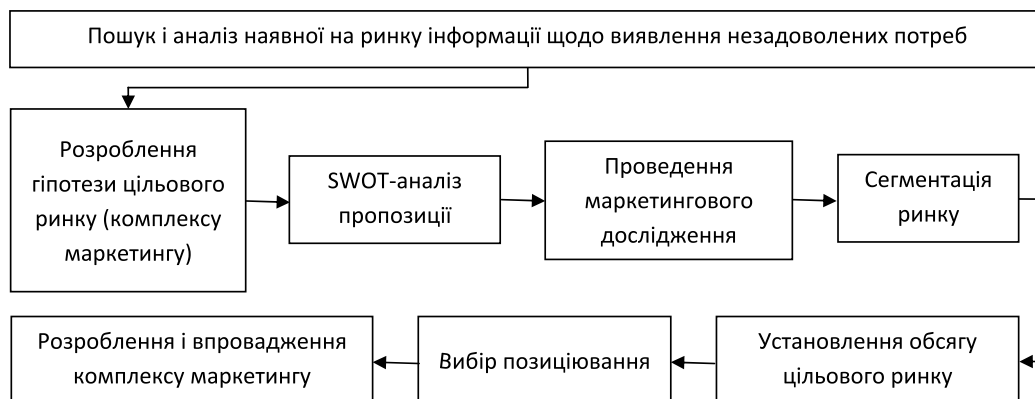 Пошук і аналіз наявної на ринку інформації щодо виявлення незадоволених потреб
Розроблення
гіпотези цільового
ринку (комплексу
маркетингу)
SWOT-аналіз
пропозиції
Проведення
маркетингового
дослідження
Сегментація
ринку
Установлення обсягу
цільового ринку
Вибір позиціювання
Розроблення і впровадження
комплексу маркетингу